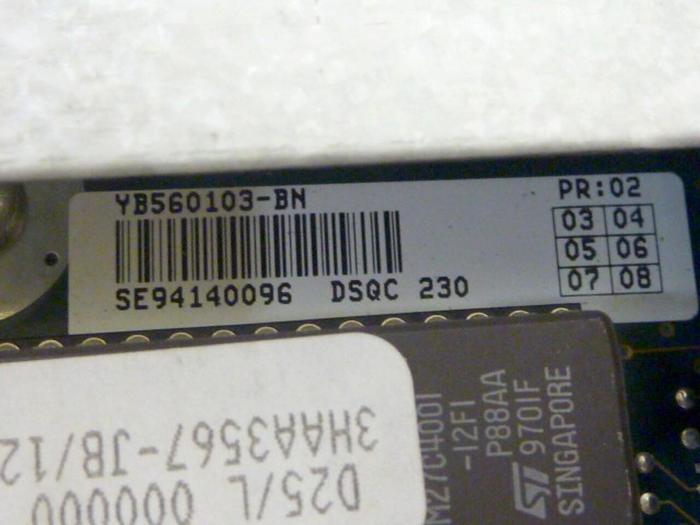 YB560103-BN
SE94140096 DSQC 230
PR:02
03 04
05 06
07 08
M27C4001
-12F1
P88AA
9701F
SINGAPORE
D25/L 000000
3HAA3567-JB/12